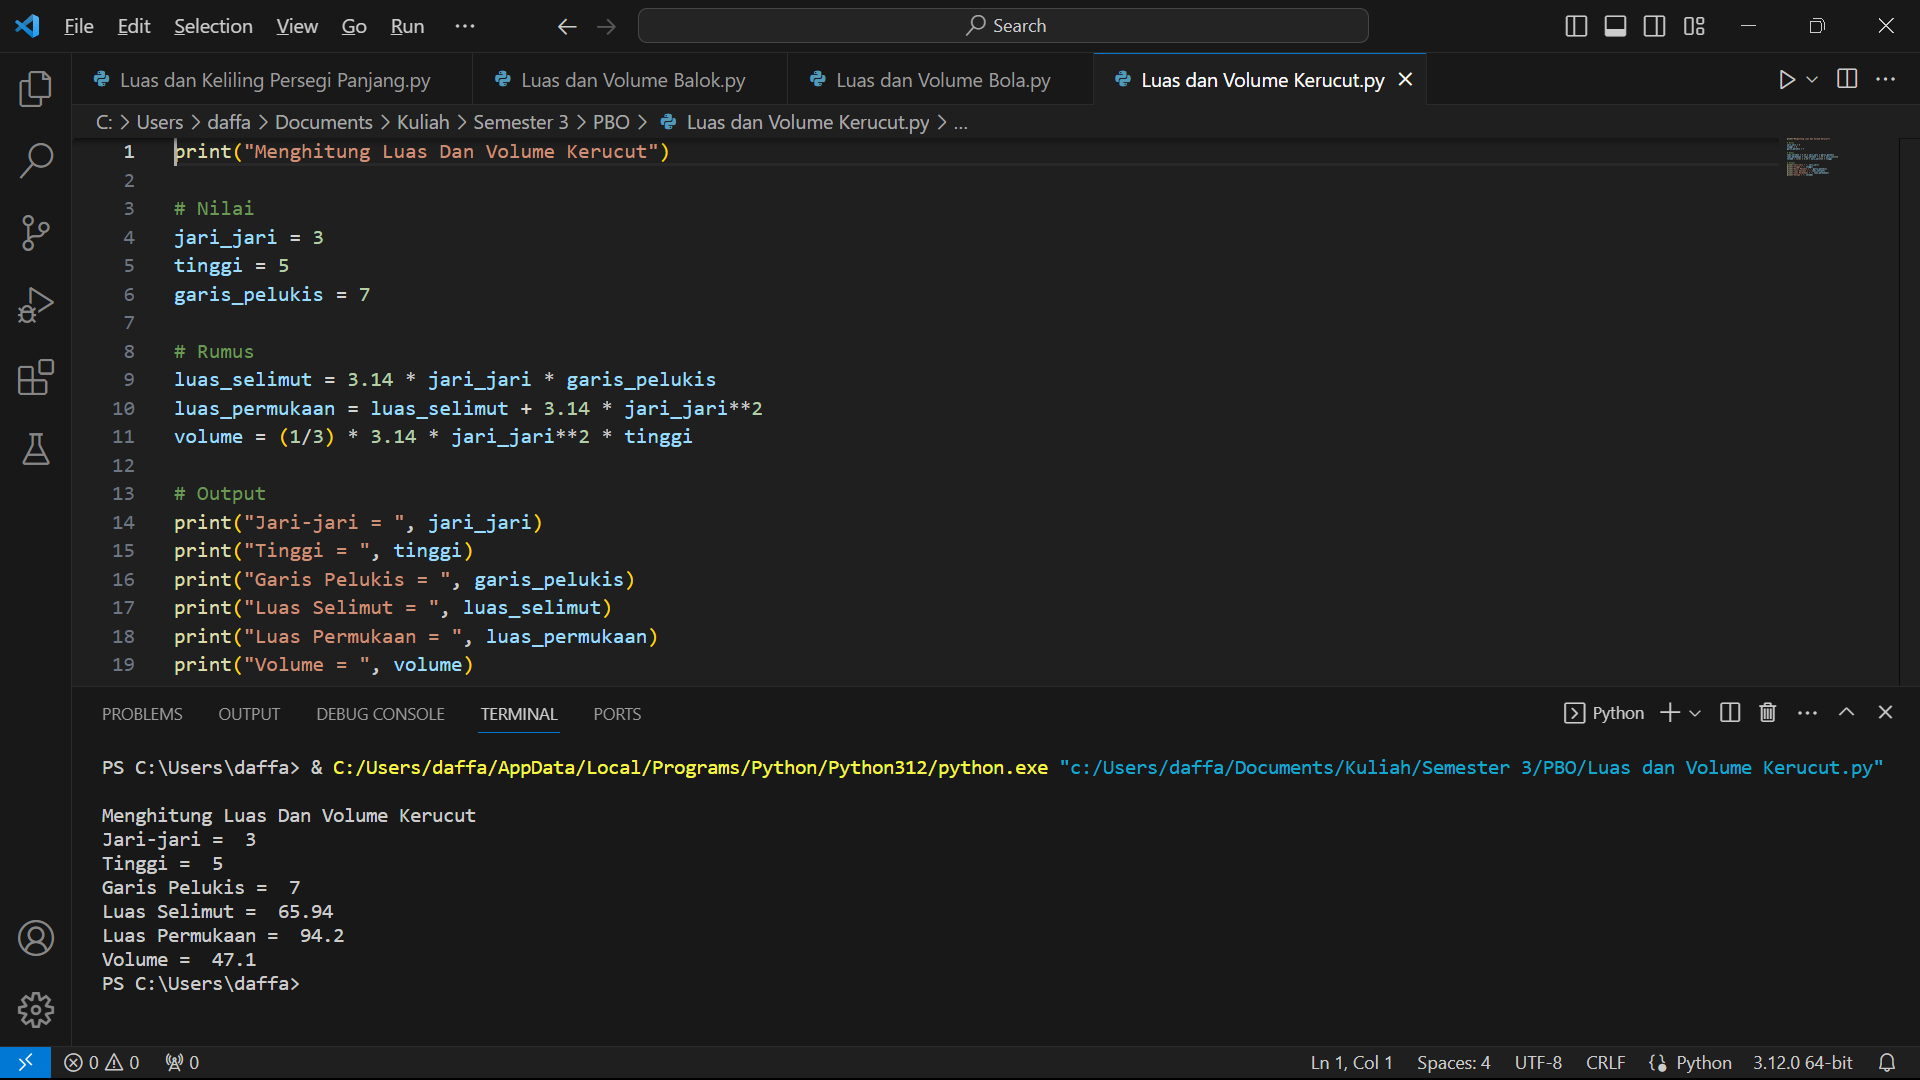 File Edit Selection View Go Run ··· Search
Luas dan Keliling Persegi Panjang.py Luas dan Volume Balok.py Luas dan Volume Bola.py Luas dan Volume Kerucut.py
C: > Users > daffa > Documents > Kuliah > Semester 3 > PBO > Luas dan Volume Kerucut.py > ...
1 print("Menghitung Luas Dan Volume Kerucut")
2
3 # Nilai
4 jari_jari = 3
5 tinggi = 5
6 garis_pelukis = 7
7
8 # Rumus
9 luas_selimut = 3.14 * jari_jari * garis_pelukis
10 luas_permukaan = luas_selimut + 3.14 * jari_jari**2
11 volume = (1/3) * 3.14 * jari_jari**2 * tinggi
12
13 # Output
14 print("Jari-jari = ", jari_jari)
15 print("Tinggi = ", tinggi)
16 print("Garis Pelukis = ", garis_pelukis)
17 print("Luas Selimut = ", luas_selimut)
18 print("Luas Permukaan = ", luas_permukaan)
19 print("Volume = ", volume)
PROBLEMS OUTPUT DEBUG CONSOLE TERMINAL PORTS Python
PS C:\Users\daffa> & C:/Users/daffa/AppData/Local/Programs/Python/Python312/python.exe "c:/Users/daffa/Documents/Kuliah/Semester 3/PBO/Luas dan Volume Kerucut.py"
Menghitung Luas Dan Volume Kerucut
Jari-jari =  3
Tinggi =  5
Garis Pelukis =  7
Luas Selimut =  65.94
Luas Permukaan =  94.2
Volume =  47.1
PS C:\Users\daffa>
0 0 0 Ln 1, Col 1 Spaces: 4 UTF-8 CRLF Python 3.12.0 64-bit